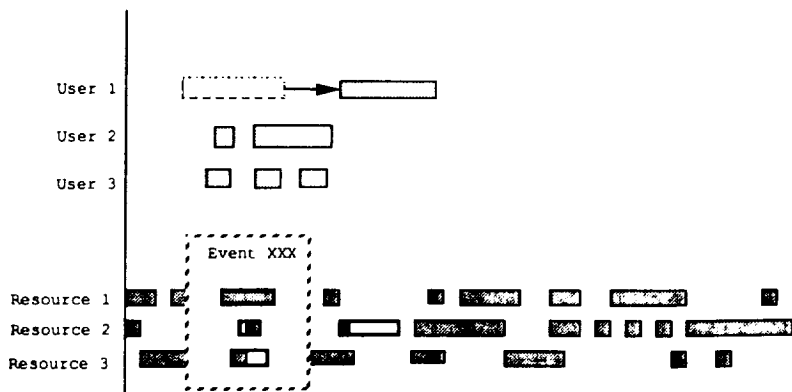 User 1
User 2
User 3
Event XXX
Resource 1
Resource 2
Resource 3